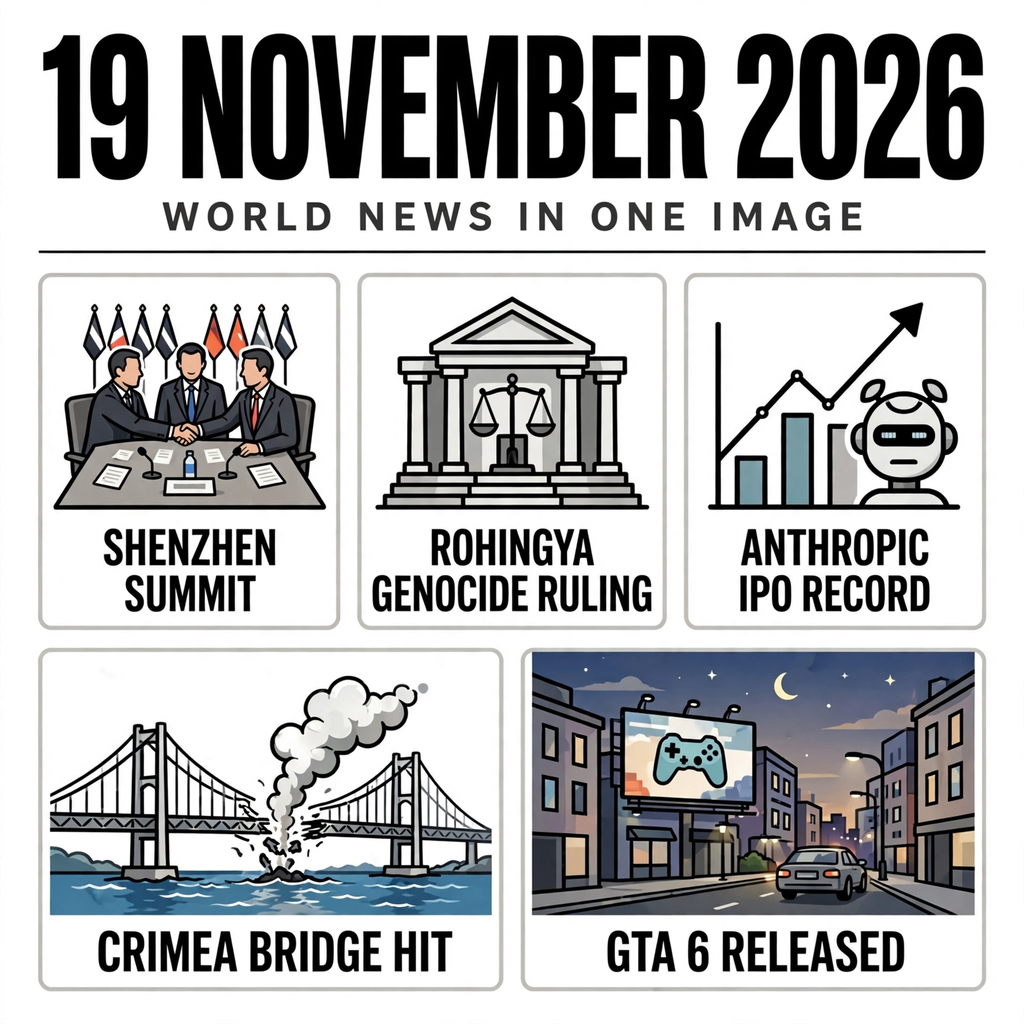 19 NOVEMBER 2026
WORLD NEWS IN ONE IMAGE
SHENZHEN
SUMMIT
ROHINGYA
GENOCIDE RULING
ANTHROPIC
IPO RECORD
CRIMEA BRIDGE HIT
GTA 6 RELEASED